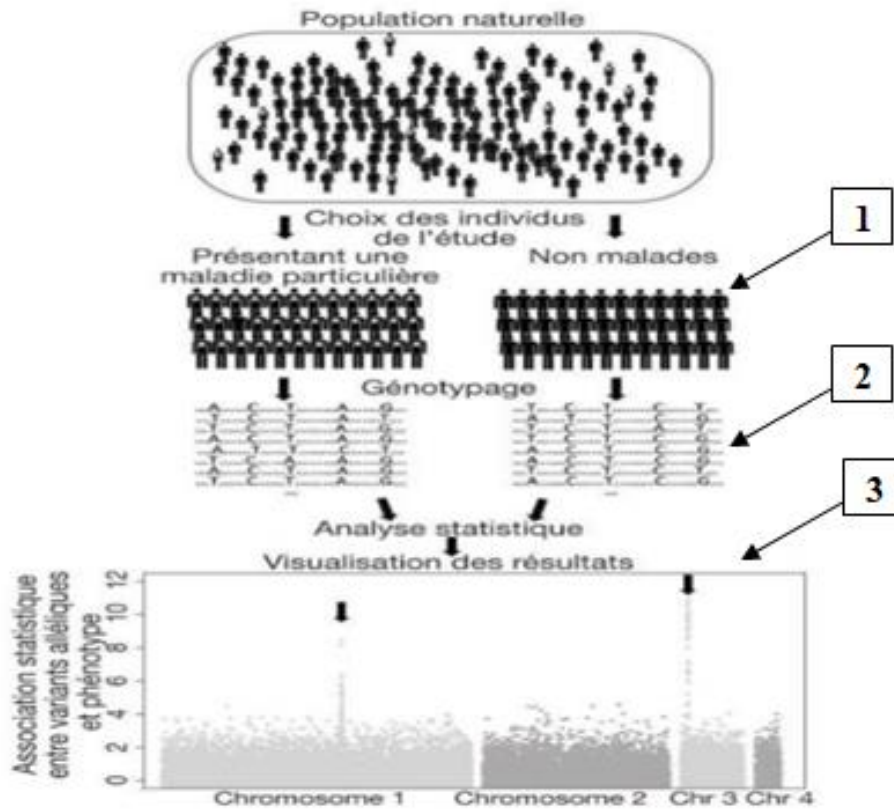 Population naturelle
Choix des individus
de l'étude
Présentant une
maladie particulière
Non malades
1
Génotypage
A C T A G
T C T C T
2
3
Analyse statistique
Visualisation des résultats
Association statistique
entre variants alléliques
et phénotype
12
10
8
6
4
2
0
Chromosome 1
Chromosome 2
Chr 3
Chr 4